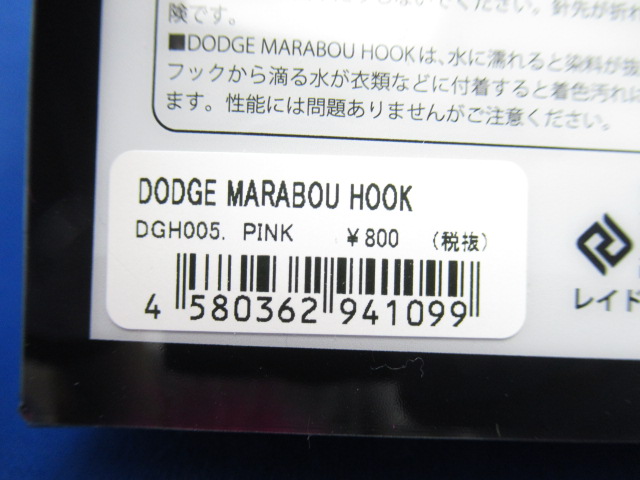 険です。
■DODGE MARABOU HOOKは、水に濡れると染料が
フックから滴る水が衣類などに付着すると着色汚れ
ます。性能には問題ありませんがご注意ください。
DODGE MARABOU HOOK
DGH005. PINK ¥800 (税抜)
4 580362 941099
レイド